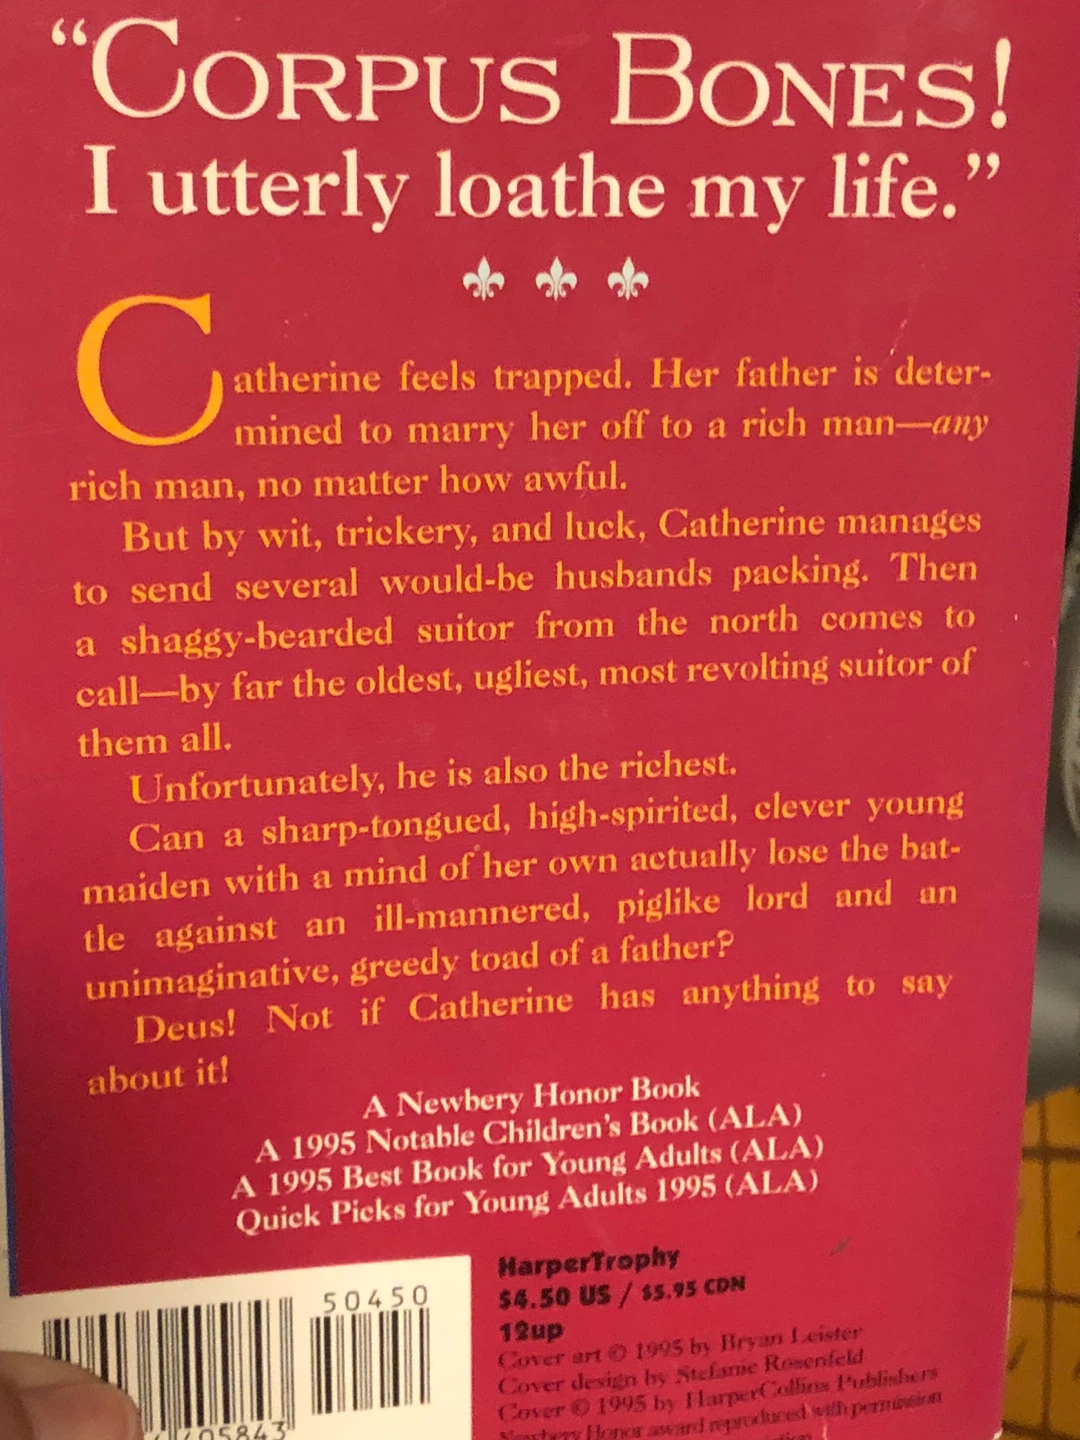 “CORPUS BONES!
I utterly loathe my life.”
Catherine feels trapped. Her father is deter-
mined to marry her off to a rich man—any
rich man, no matter how awful.
But by wit, trickery, and luck, Catherine manages
to send several would-be husbands packing. Then
a shaggy-bearded suitor from the north comes to
call—by far the oldest, ugliest, most revolting suitor of
them all.
Unfortunately, he is also the richest.
Can a sharp-tongued, high-spirited, clever young
maiden with a mind of her own actually lose the bat-
tle against an ill-mannered, piglike lord and an
unimaginative, greedy toad of a father?
Deus! Not if Catherine has anything to say
about it!
A Newbery Honor Book
A 1995 Notable Children’s Book (ALA)
A 1995 Best Book for Young Adults (ALA)
Quick Picks for Young Adults 1995 (ALA)
50450
HarperTrophy
$4.50 US / $5.95 CDN
12up
Cover art © 1995 by Bryan Leister
Cover design by Stefanie Rosenfeld
Cover © 1995 by HarperCollins Publishers
Newbery Honor award reproduced with permission
05843